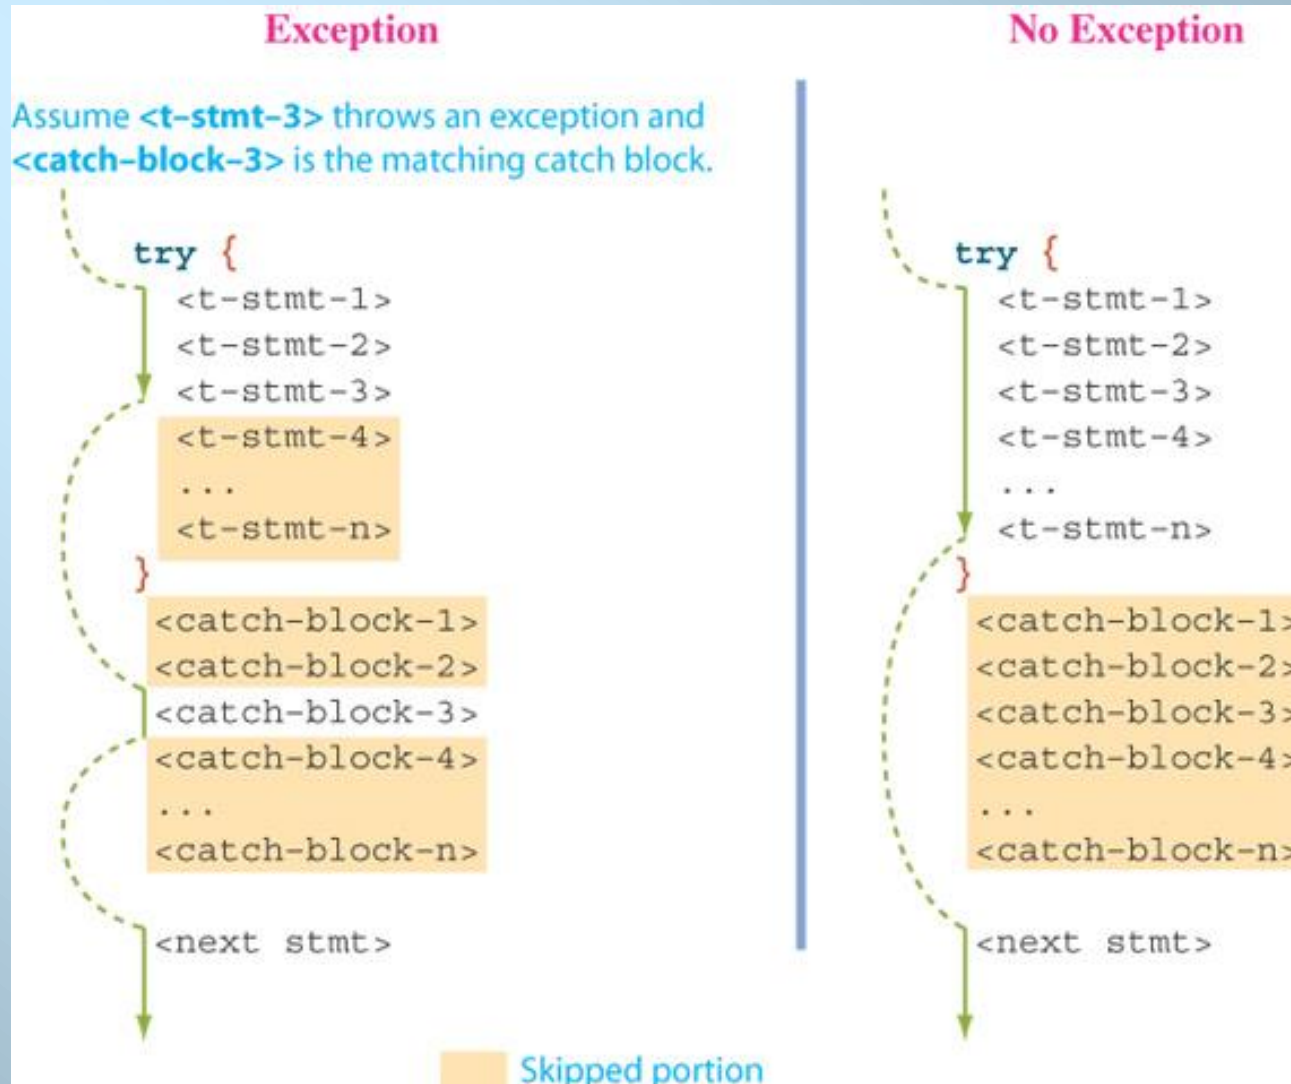 Exception
Assume <t-stmt-3> throws an exception and
<catch-block-3> is the matching catch block.
try {
<t-stmt-1>
<t-stmt-2>
<t-stmt-3>
<t-stmt-4>
...
<t-stmt-n>
}
<catch-block-1>
<catch-block-2>
<catch-block-3>
<catch-block-4>
...
<catch-block-n>
<next stmt>
No Exception
try {
<t-stmt-1>
<t-stmt-2>
<t-stmt-3>
<t-stmt-4>
...
<t-stmt-n>
}
<catch-block-1>
<catch-block-2>
<catch-block-3>
<catch-block-4>
...
<catch-block-n>
<next stmt>
Skipped portion